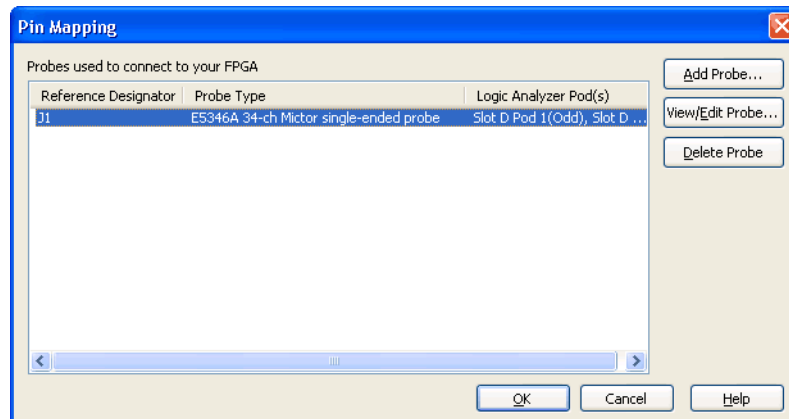 Pin Mapping
Probes used to connect to your FPGA
Reference Designator Probe Type Logic Analyzer Pod(s)
J1 E5346A 34-ch Mictor single-ended probe Slot D Pod 1(Odd), Slot D ...
Add Probe...
View/Edit Probe...
Delete Probe
OK Cancel Help